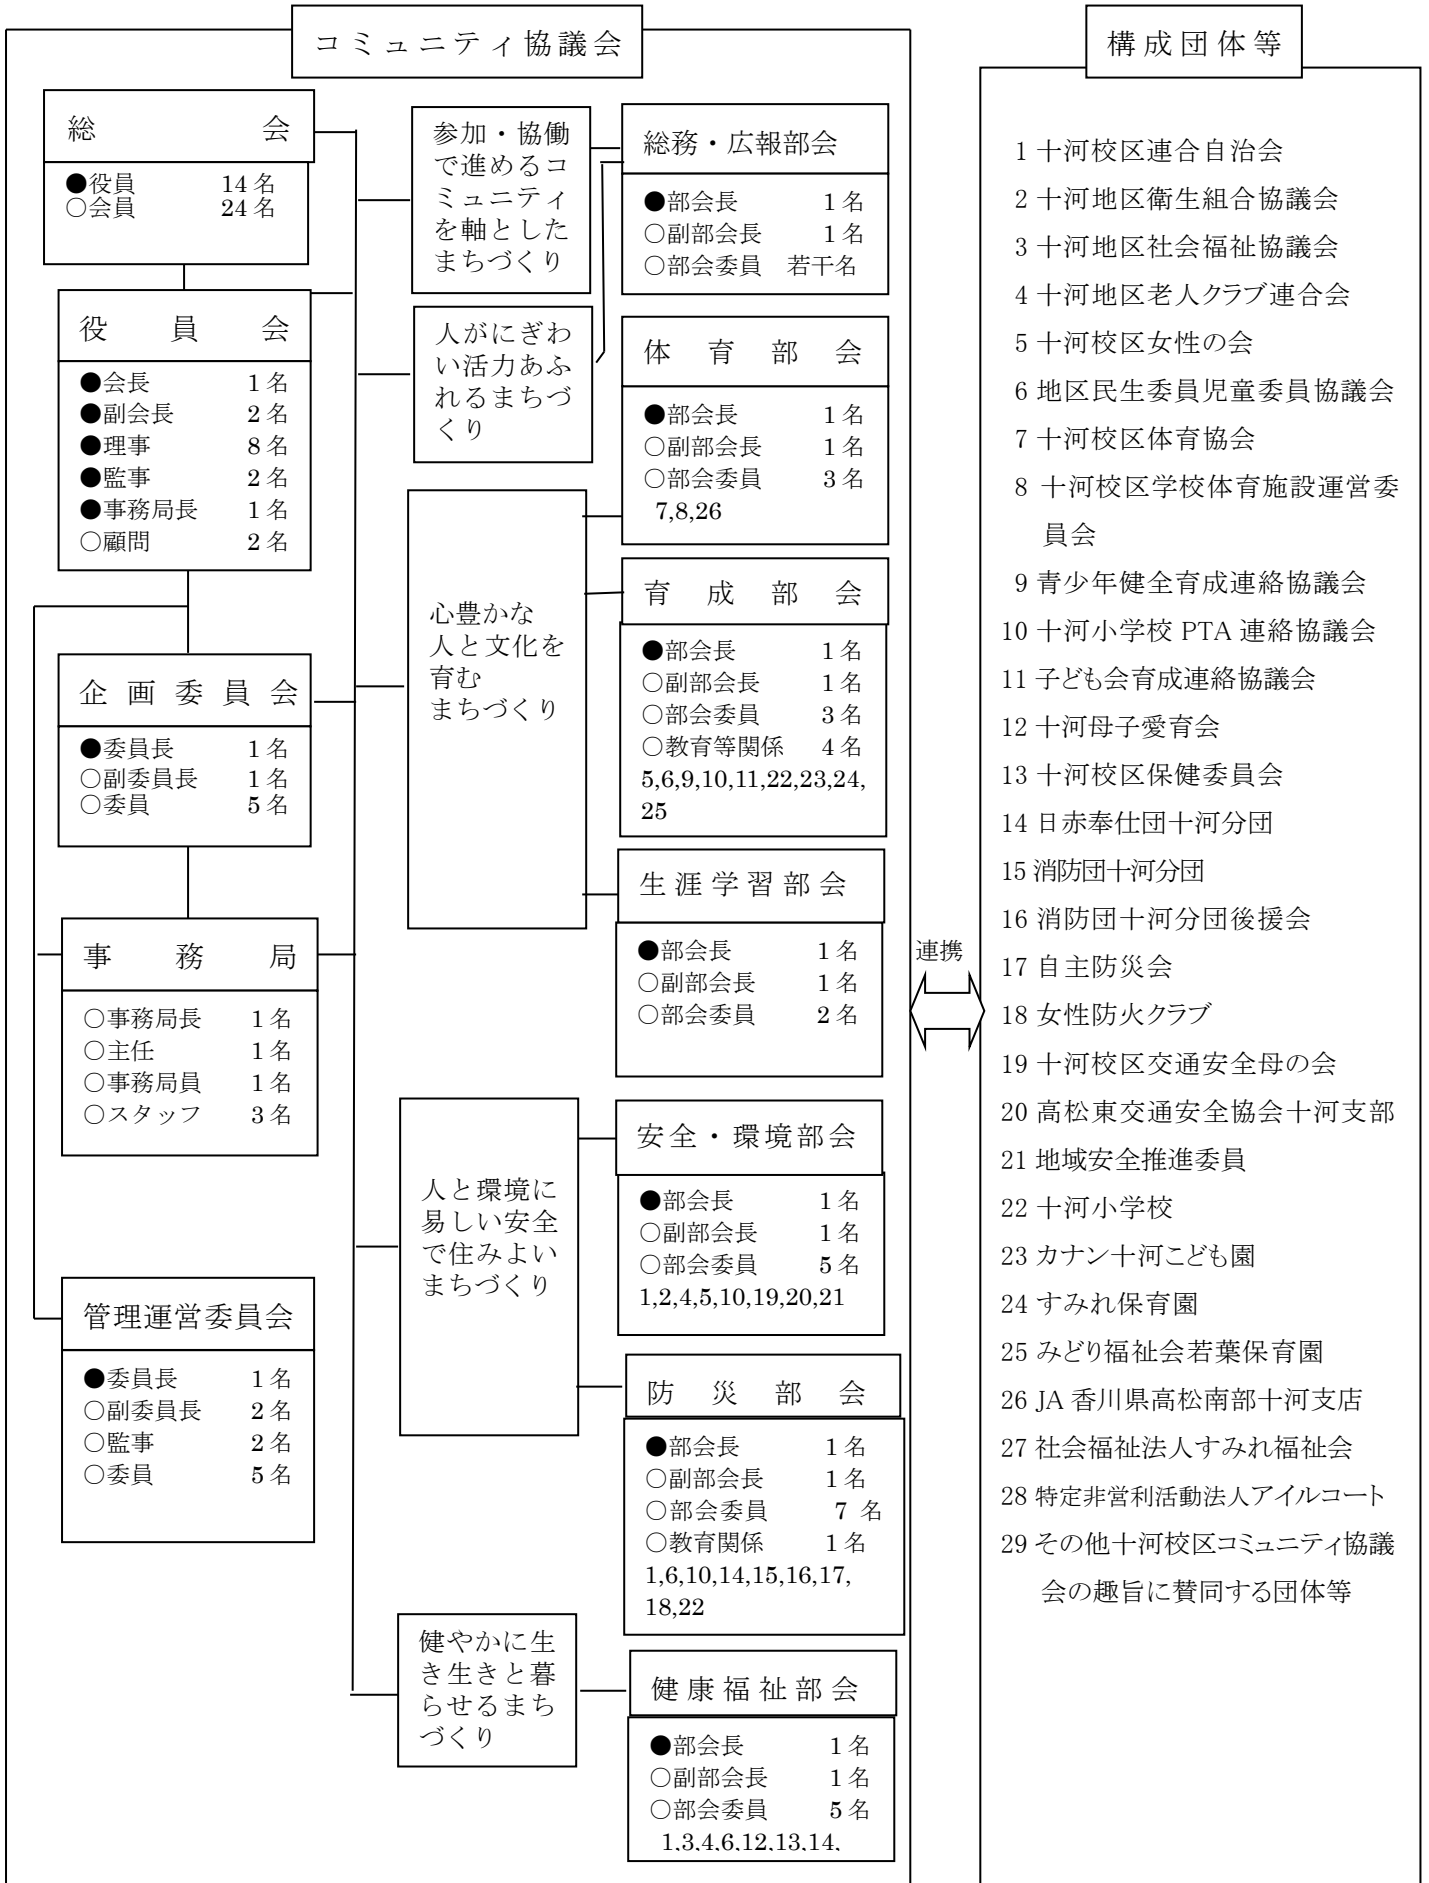 コミュニティ協議会
総会
●役員 14名
○会員 24名
役員会
●会長 1名
●副会長 2名
●理事 8名
●監事 2名
●事務局長 1名
○顧問 2名
企画委員会
●委員長 1名
○副委員長 1名
○委員 5名
事務局
○事務局長 1名
○主任 1名
○事務局員 1名
○スタッフ 3名
管理運営委員会
●委員長 1名
○副委員長 2名
○監事 2名
○委員 5名
参加・協働
で進めるコ
ミュニティ
を軸とした
まちづくり
人がにぎわ
い活力あふ
れるまちづ
くり
心豊かな
人と文化を
育む
まちづくり
人と環境に
易しい安全
で住みよい
まちづくり
健やかに生
き生きと暮
らせるまち
づくり
総務・広報部会
●部会長 1名
○副部会長 1名
○部会委員 若干名
体育部会
●部会長 1名
○副部会長 1名
○部会委員 3名
7,8,26
育成部会
●部会長 1名
○副部会長 1名
○部会委員 3名
○教育等関係 4名
5,6,9,10,11,22,23,24,
25
生涯学習部会
●部会長 1名
○副部会長 1名
○部会委員 2名
安全・環境部会
●部会長 1名
○副部会長 1名
○部会委員 5名
1,2,4,5,10,19,20,21
防災部会
●部会長 1名
○副部会長 1名
○部会委員 7 名
○教育関係 1名
1,6,10,14,15,16,17,
18,22
健康福祉部会
●部会長 1名
○副部会長 1名
○部会委員 5名
1,3,4,6,12,13,14,
連携
構成団体等
1 十河校区連合自治会
2 十河地区衛生組合協議会
3 十河地区社会福祉協議会
4 十河地区老人クラブ連合会
5 十河校区女性の会
6 地区民生委員児童委員協議会
7 十河校区体育協会
8 十河校区学校体育施設運営委
員会
9 青少年健全育成連絡協議会
10 十河小学校 PTA 連絡協議会
11 子ども会育成連絡協議会
12 十河母子愛育会
13 十河校区保健委員会
14 日赤奉仕団十河分団
15 消防団十河分団
16 消防団十河分団後援会
17 自主防災会
18 女性防火クラブ
19 十河校区交通安全母の会
20 高松東交通安全協会十河支部
21 地域安全推進委員
22 十河小学校
23 カナン十河こども園
24 すみれ保育園
25 みどり福祉会若葉保育園
26 JA 香川県高松南部十河支店
27 社会福祉法人すみれ福祉会
28 特定非営利活動法人アイルコート
29 その他十河校区コミュニティ協議
会の趣旨に賛同する団体等